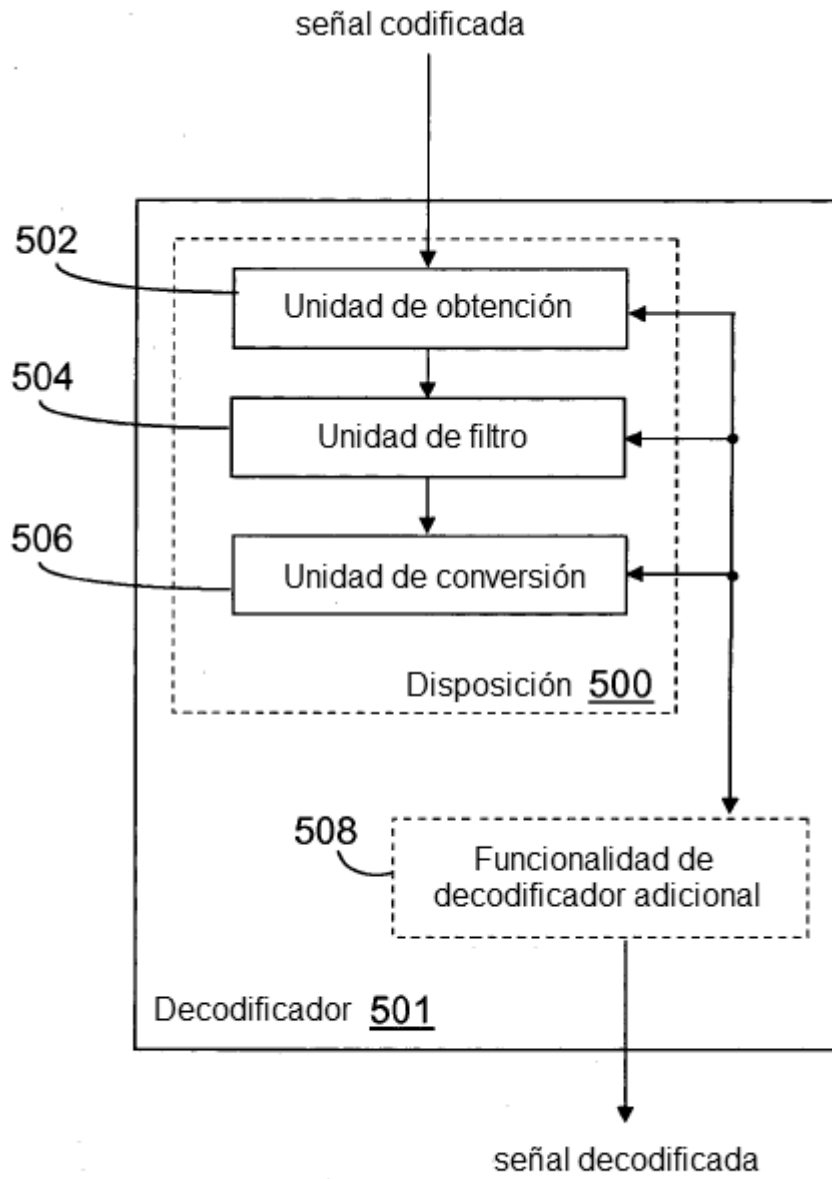 señal codificada
502
Unidad de obtención
504
Unidad de filtro
506
Unidad de conversión
Disposición 500
508
Funcionalidad de
decodificador adicional
Decodificador 501
señal decodificada